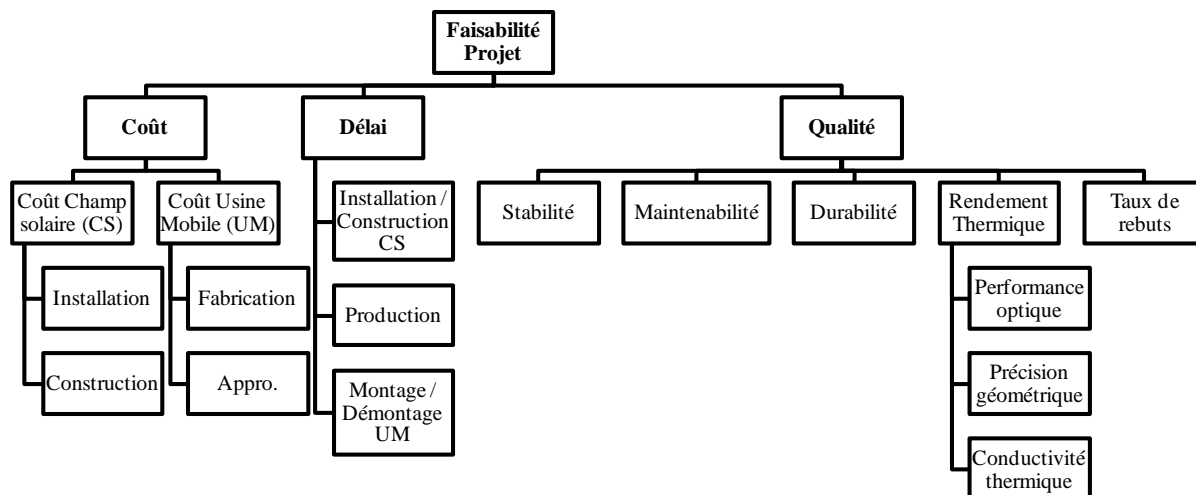 Faisabilité
Projet
Coût
Délai
Qualité
Coût Champ
solaire (CS)
Coût Usine
Mobile (UM)
Installation /
Construction
CS
Stabilité
Maintenabilité
Durabilité
Rendement
Thermique
Taux de
rebuts
Installation
Fabrication
Production
Performance
optique
Construction
Appro.
Montage /
Démontage
UM
Précision
géométrique
Conductivité
thermique